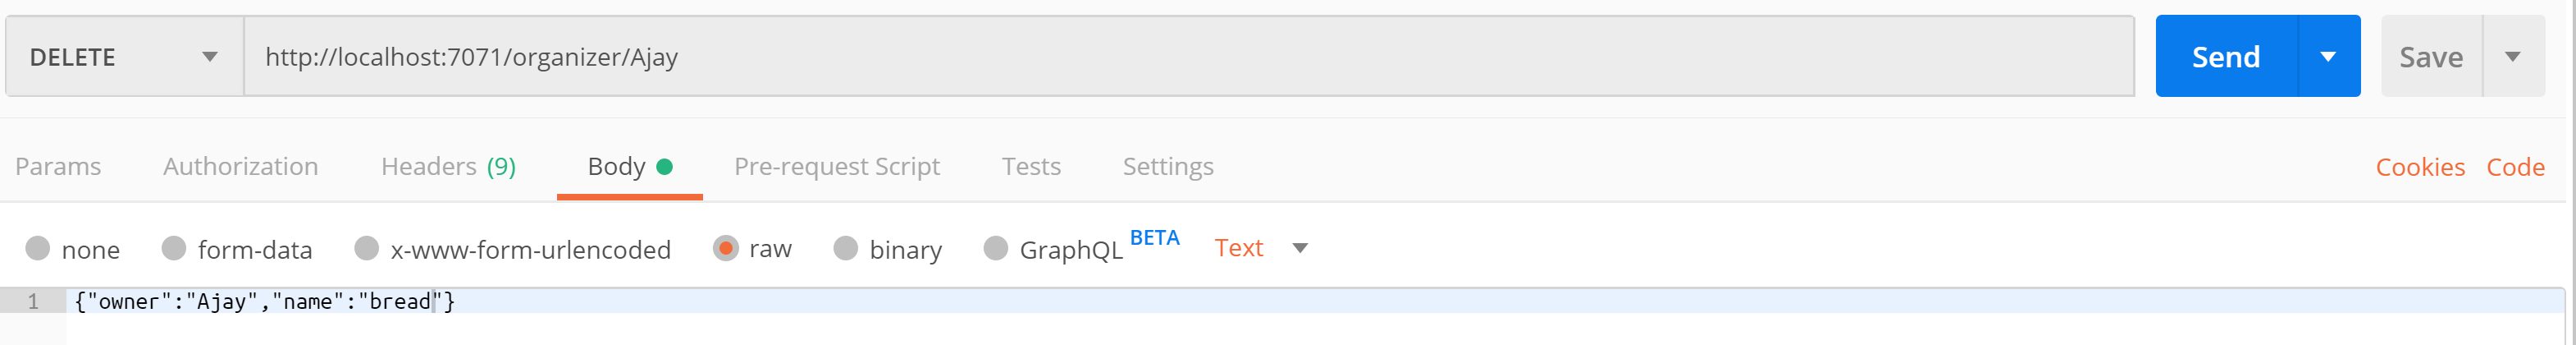 DELETE http://localhost:7071/organizer/Ajay Send Save
Params Authorization Headers (9) Body Pre-request Script Tests Settings Cookies Code
none form-data x-www-form-urlencoded raw binary GraphQL BETA Text
1 {"owner":"Ajay","name":"bread"}